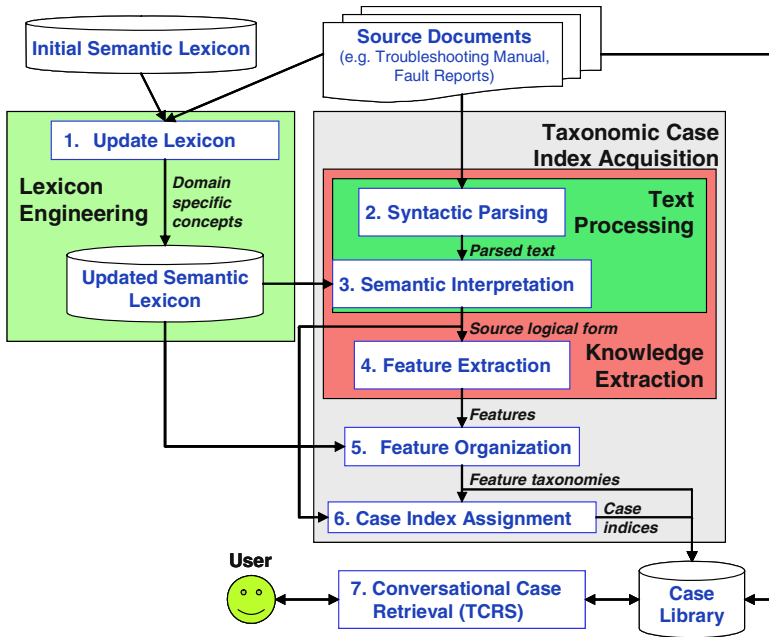 Initial Semantic Lexicon
Source Documents
(e.g. Troubleshooting Manual,
Fault Reports)
1. Update Lexicon
Lexicon
Engineering
Domain
specific
concepts
Updated Semantic
Lexicon
Taxonomic Case
Index Acquisition
Text
Processing
2. Syntactic Parsing
Parsed text
3. Semantic Interpretation
Source logical form
Knowledge
Extraction
4. Feature Extraction
Features
5. Feature Organization
Feature taxonomies
6. Case Index Assignment
Case
indices
User
7. Conversational Case
Retrieval (TCRS)
Case
Library